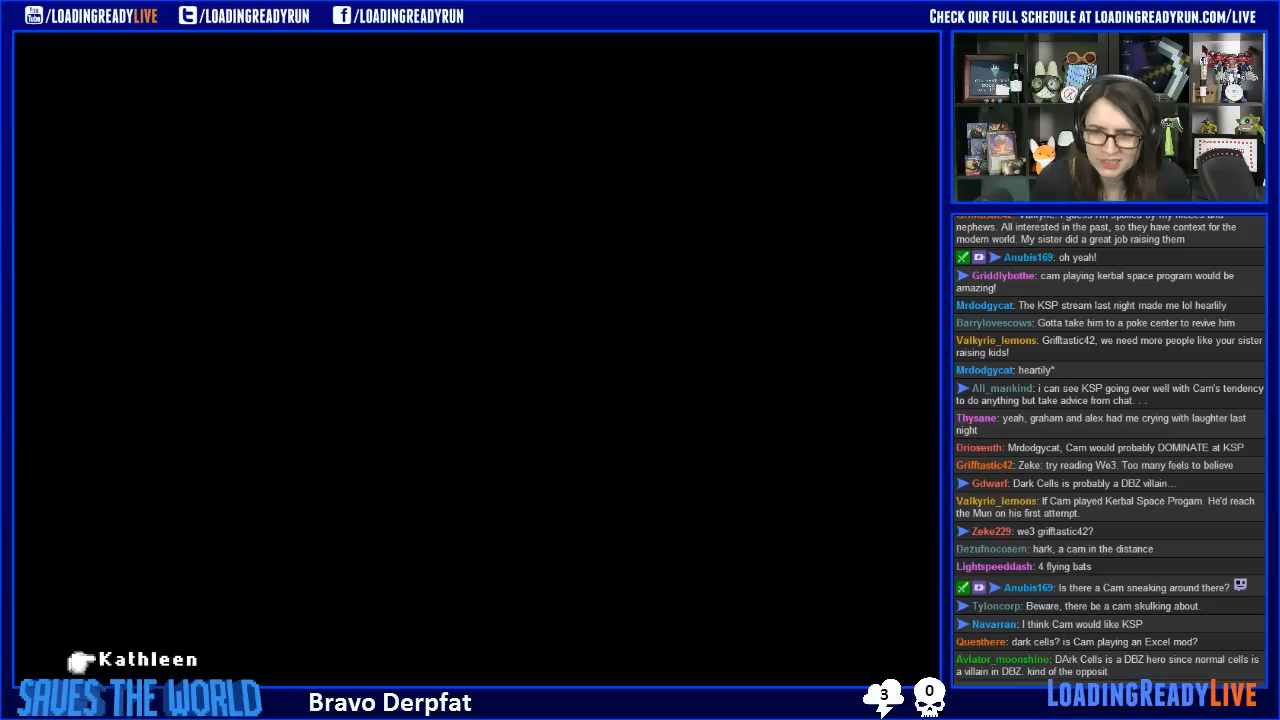 /LOADINGREADYLIVE
/LOADINGREADYRUN
/LOADINGREADYRUN
CHECK OUR FULL SCHEDULE AT LOADINGREADYRUN.COM/LIVE
Grifftastic42: Valkyrie: I guess I'm spoiled by my nieces and
nephews. All interested in the past, so they have context for the
modern world. My sister did a great job raising them
Anubis169: oh yeah!
Griddlybothe: cam playing kerbal space program would be
amazing!
Mrdodgycat: The KSP stream last night made me lol hearlily
Barrylovescows: Gotta take him to a poke center to revive him
Valkyrie_lemons: Grifftastic42, we need more people like your sister
raising kids!
Mrdodgycat: heartily*
All_mankind: i can see KSP going over well with Cam's tendency
to do anything but take advice from chat. . .
Thysane: yeah, graham and alex had me crying with laughter last
night
Driosenth: Mrdodgycat, Cam would probably DOMINATE at KSP
Grifftastic42: Zeke: try reading We3. Too many feels to believe
Gdwarf: Dark Cells is probably a DBZ villain...
Valkyrie_lemons: If Cam played Kerbal Space Progam. He'd reach
the Mun on his first attempt.
Zeke229: we3 grifftastic42?
Dezufnocosem: hark, a cam in the distance
Lightspeeddash: 4 flying bats
Anubis169: Is there a Cam sneaking around there?
Tyloncorp: Beware, there be a cam skulking about.
Navarran: I think Cam would like KSP
Questhere: dark cells? is Cam playing an Excel mod?
Aviator_moonshine: DArk Cells is a DBZ hero since normal cells is
a villain in DBZ. kind of the opposit
Kathleen
SAVES THE WORLD
Bravo Derpfat
3
0
LOADINGREADYLIVE